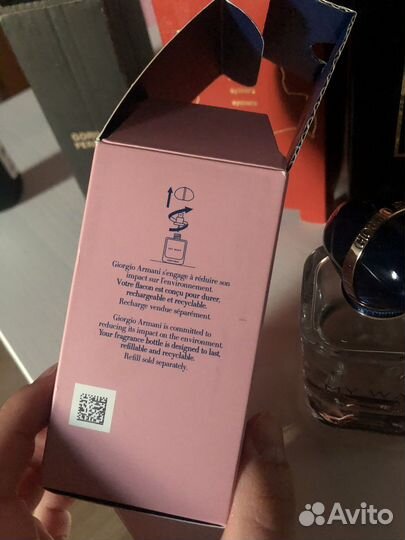 Giorgio Armani s'engage à réduire son
impact sur l'environnement.
Votre flacon est conçu pour durer,
rechargeable et recyclable.
Recharge vendue séparément.
Giorgio Armani is committed to
reducing its impact on the environment.
Your fragrance bottle is designed to last,
refillable and recyclable.
Refill sold separately.
MY W
Avito